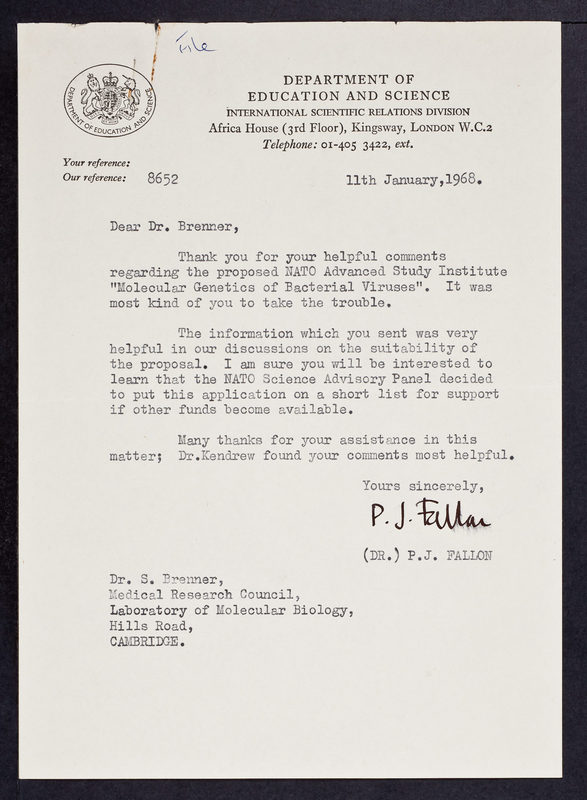 File
DEPARTMENT OF EDUCATION AND SCIENCE
DEPARTMENT OF
EDUCATION AND SCIENCE
INTERNATIONAL SCIENTIFIC RELATIONS DIVISION
Africa House (3rd Floor), Kingsway, LONDON W.C.2
Telephone: 01-405 3422, ext.
Your reference:
Our reference: 8652
11th January,1968.
Dear Dr. Brenner,
Thank you for your helpful comments
regarding the proposed NATO Advanced Study Institute
"Molecular Genetics of Bacterial Viruses". It was
most kind of you to take the trouble.
The information which you sent was very
helpful in our discussions on the suitability of
the proposal. I am sure you will be interested to
learn that the NATO Science Advisory Panel decided
to put this application on a short list for support
if other funds become available.
Many thanks for your assistance in this
matter; Dr.Kendrew found your comments most helpful.
Yours sincerely,
P. J. Fallon
(DR.) P.J. FALLON
Dr. S. Brenner,
Medical Research Council,
Laboratory of Molecular Biology,
Hills Road,
CAMBRIDGE.